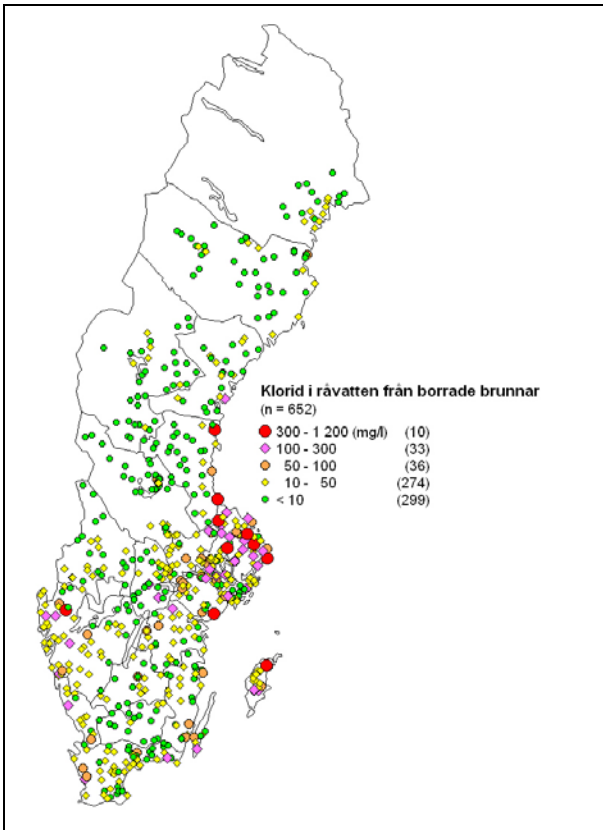 Klorid i råvatten från borrade brunnar
(n = 652)
300 - 1 200 (mg/l) (10)
100 - 300 (33)
50 - 100 (36)
10 - 50 (274)
< 10 (299)